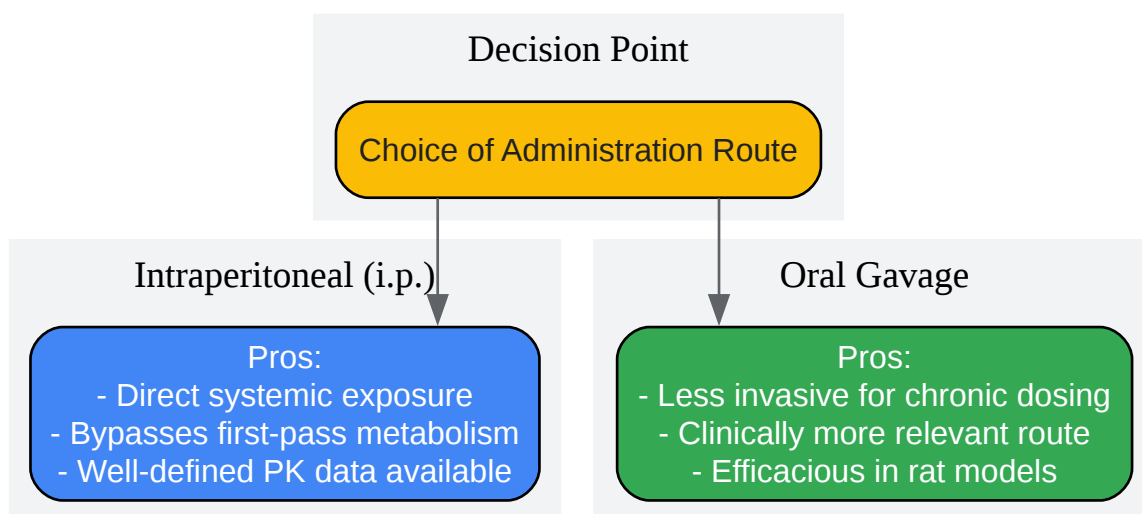 Decision Point
Choice of Administration Route
Intraperitoneal (i.p.)
Pros:
- Direct systemic exposure
- Bypasses first-pass metabolism
- Well-defined PK data available
Oral Gavage
Pros:
- Less invasive for chronic dosing
- Clinically more relevant route
- Efficacious in rat models